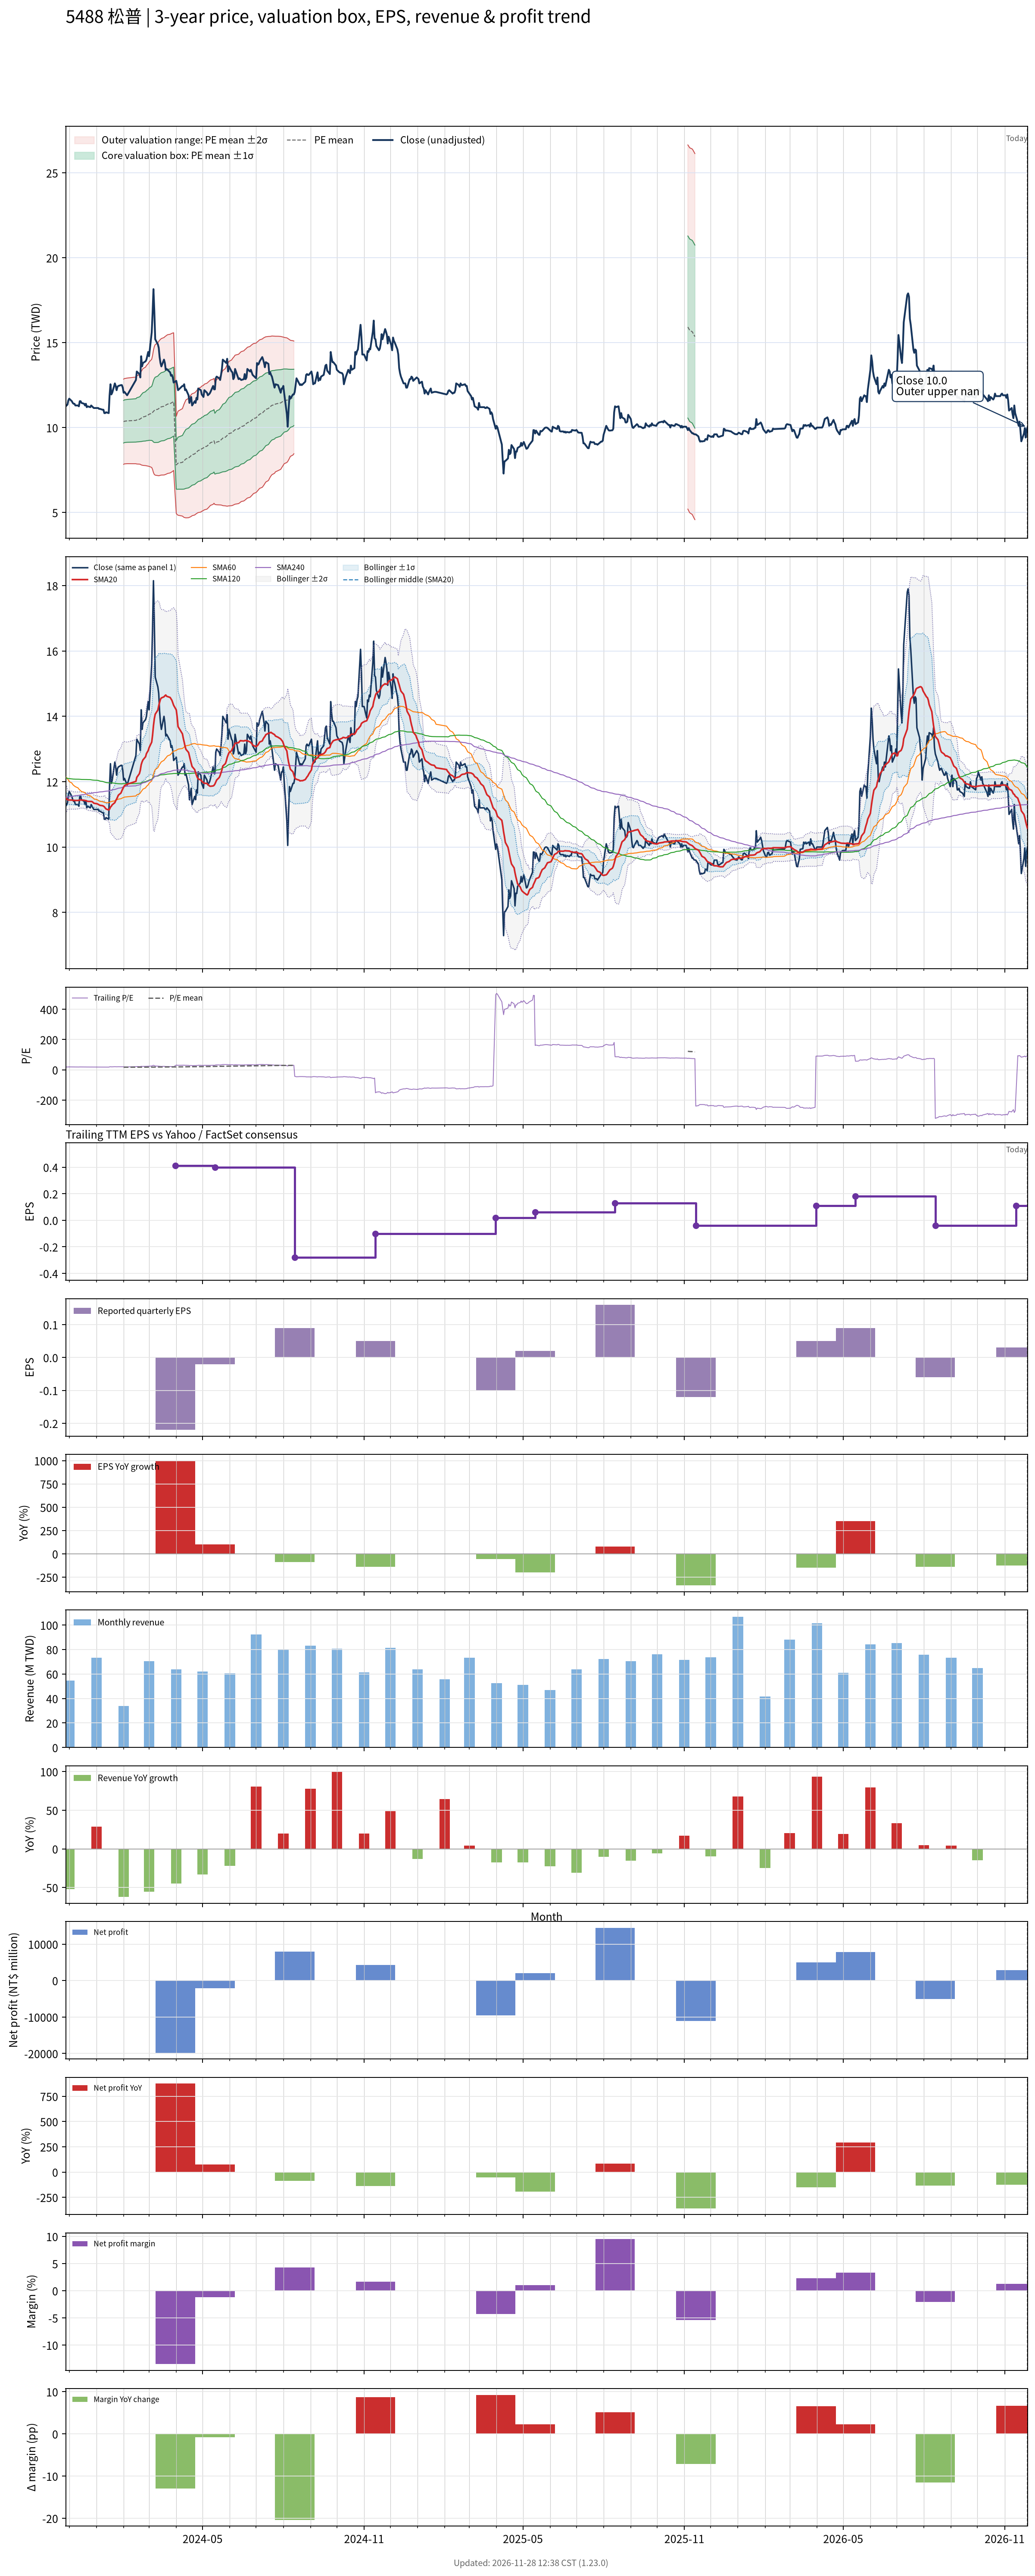 5488 松普 | 3-year price, valuation box, EPS, revenue & profit trend
Outer valuation range: PE mean ±2σ
Core valuation box: PE mean ±1σ
PE mean
Close (unadjusted)
Today
25
20
15
10
5
Price (TWD)
Close 10.0
Outer upper nan
Close (same as panel 1)
SMA20
SMA60
SMA120
SMA240
Bollinger ±2σ
Bollinger ±1σ
Bollinger middle (SMA20)
18
16
14
12
10
8
Price
Trailing P/E
P/E mean
400
200
0
-200
P/E
Trailing TTM EPS vs Yahoo / FactSet consensus
Today
0.4
0.2
0.0
-0.2
-0.4
EPS
Reported quarterly EPS
0.1
0.0
-0.1
-0.2
EPS
EPS YoY growth
1000
750
500
250
0
-250
YoY (%)
Monthly revenue
100
80
60
40
20
0
Revenue (M TWD)
Revenue YoY growth
100
50
0
-50
YoY (%)
Month
Net profit
10000
0
-10000
-20000
Net profit (NT$ million)
Net profit YoY
750
500
250
0
-250
YoY (%)
Net profit margin
10
5
0
-5
-10
Margin (%)
Margin YoY change
10
0
-10
-20
Δ margin (pp)
2024-05
2024-11
2025-05
2025-11
2026-05
2026-11
Updated: 2026-11-28 12:38 CST (1.23.0)